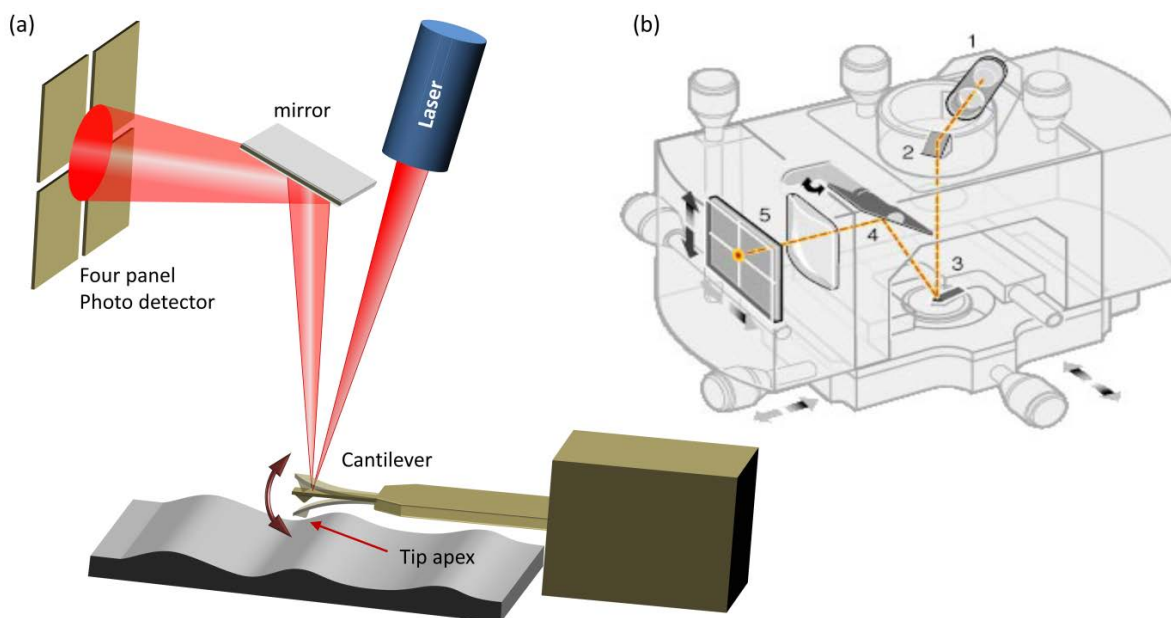 (a)
Laser
mirror
Four panel
Photo detector
Cantilever
Tip apex
(b)
1
2
3
4
5